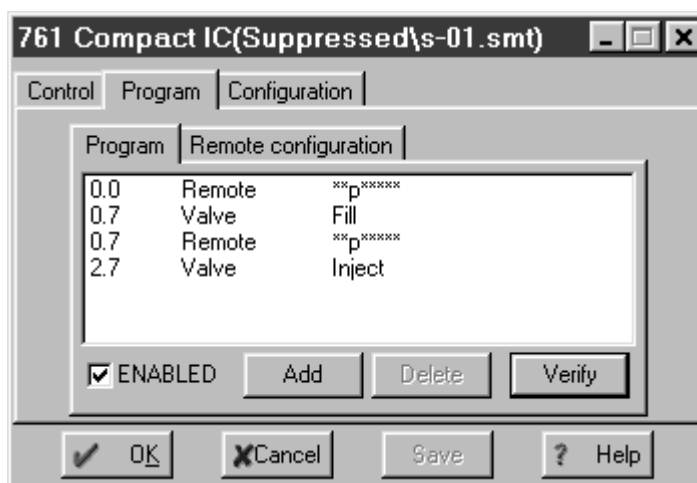 761 Compact IC(Suppressed\s-01.smt)
Control Program Configuration
Program Remote configuration
0.0 Remote **p*****
0.7 Valve Fill
0.7 Remote **p*****
2.7 Valve Inject
ENABLED Add Delete Verify
OK Cancel Save ? Help